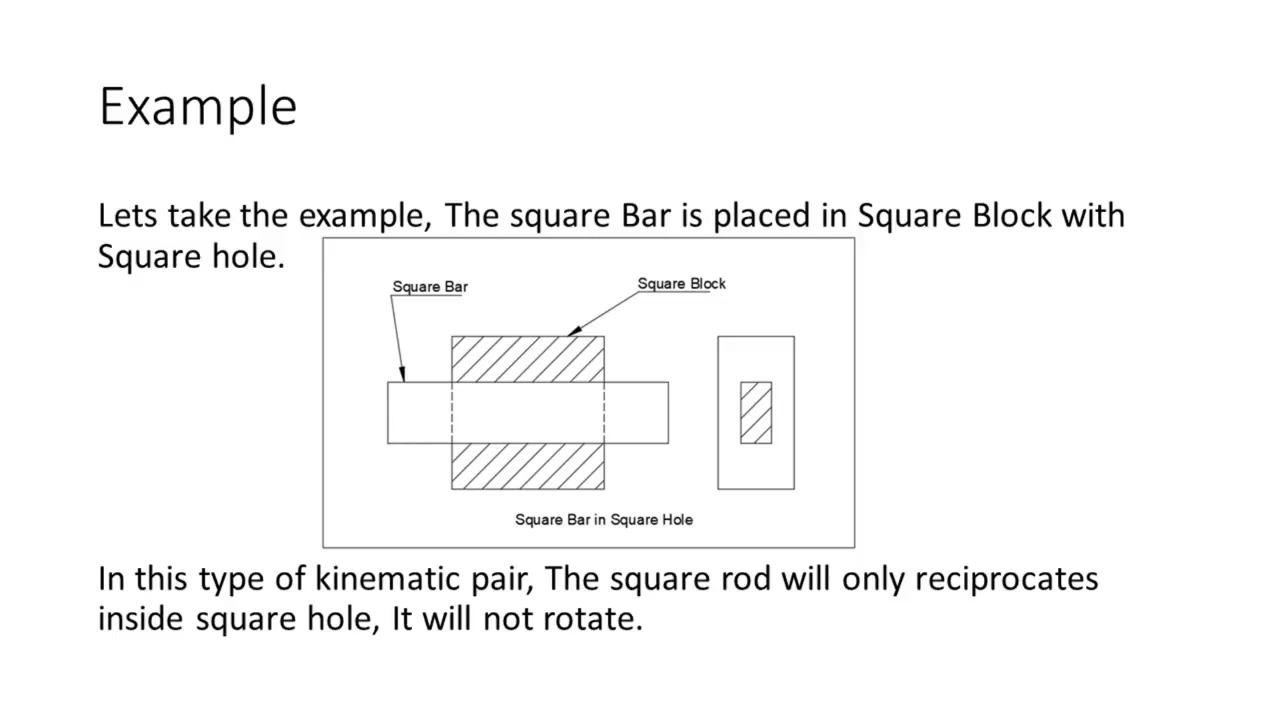 Example
Lets take the example, The square Bar is placed in Square Block with
Square hole.
Square Bar
Square Block
Square Bar in Square Hole
In this type of kinematic pair, The square rod will only reciprocates
inside square hole, It will not rotate.